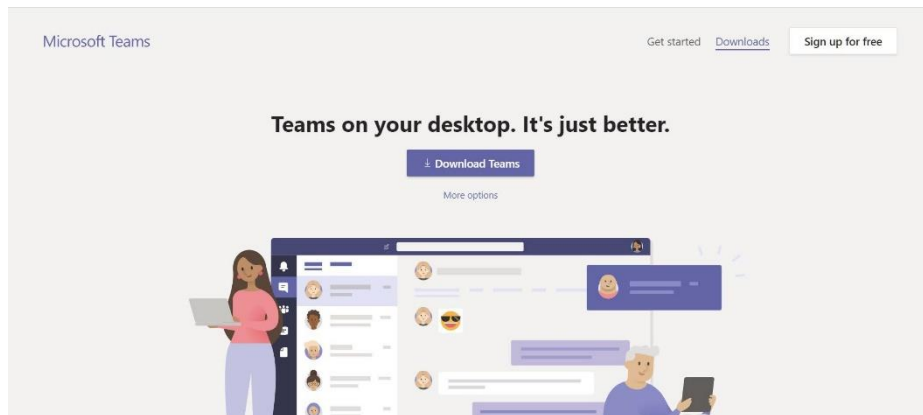 Microsoft Teams
Get started Downloads Sign up for free
Teams on your desktop. It's just better.
Download Teams
More options